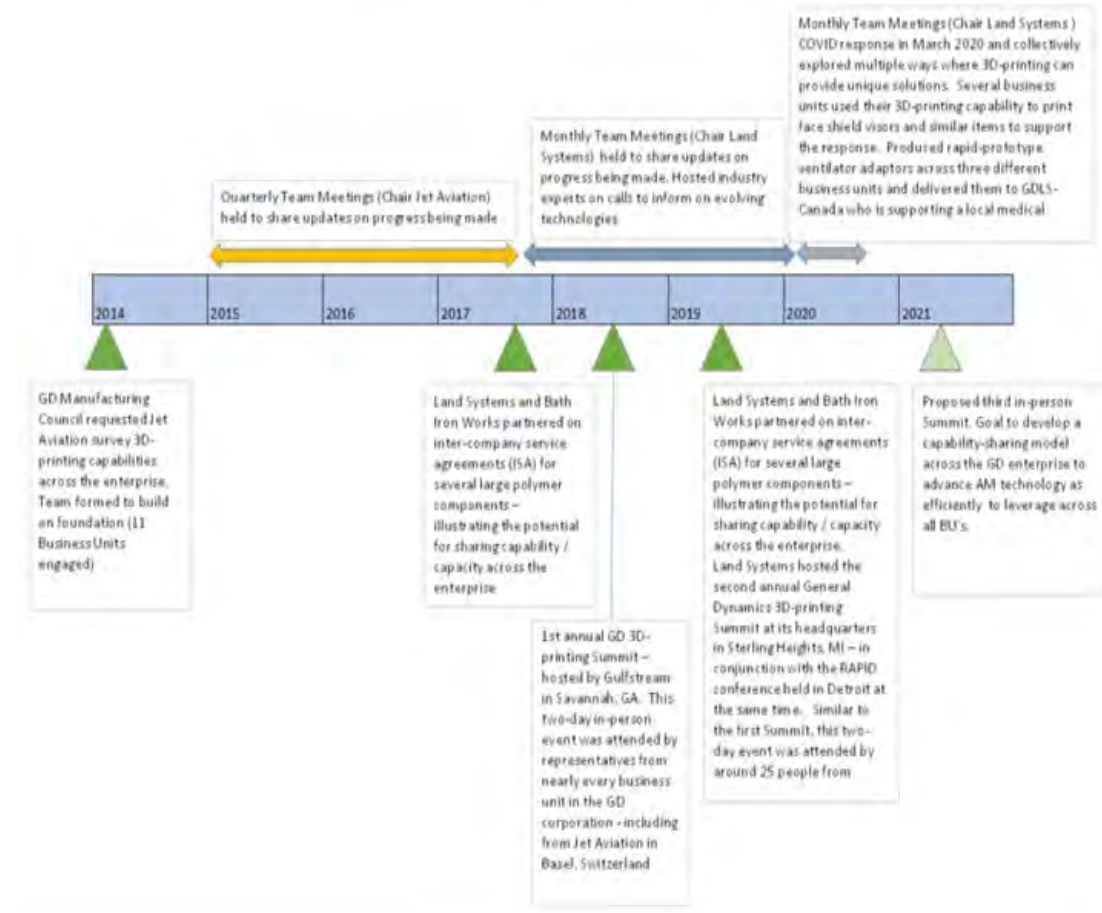 Monthly Team Meetings (Chair Land Systems )
COVID response in March 2020 and collectively
explored multiple ways where 3D-printing can
provide unique solutions. Several business
units used their 3D-printing capability to print
face shield visors and similar items to support
the response. Produced rapid-prototype
ventilator adaptors across three different
business units and delivered them to GDLS-
Canada who is supporting a local medical
Monthly Team Meetings (Chair Land
Systems) held to share updates on
progress being made. Hosted industry
experts on calls to inform on evolving
technologies
Quarterly Team Meetings (Chair Jet Aviation)
held to share updates on progress being made
2014
2015
2016
2017
2018
2019
2020
2021
GD Manufacturing
Council requested Jet
Aviation survey 3D-
printing capabilities
across the enterprise.
Team formed to build
on foundation (11
Business Units
engaged)
Land Systems and Bath
Iron Works partnered on
inter-company service
agreements (ISA) for
several large polymer
components –
illustrating the potential
for sharing capability /
capacity across the
enterprise
1st annual GD 3D-
printing Summit –
hosted by Gulfstream
in Savannah, GA. This
two-day in-person
event was attended by
representatives from
nearly every business
unit in the GD
corporation - including
from Jet Aviation in
Basel, Switzerland
Land Systems and Bath Iron
Works partnered on inter-
company service agreements
(ISA) for several large
polymer components –
illustrating the potential for
sharing capability / capacity
across the enterprise.
Land Systems hosted the
second annual General
Dynamics 3D-printing
Summit at its headquarters
in Sterling Heights, MI – in
conjunction with the RAPID
conference held in Detroit at
the same time. Similar to
the first Summit, this two-
day event was attended by
around 25 people from
Proposed third in-person
Summit. Goal to develop a
capability-sharing model
across the GD enterprise to
advance AM technology as
efficiently to leverage across
all BU's.